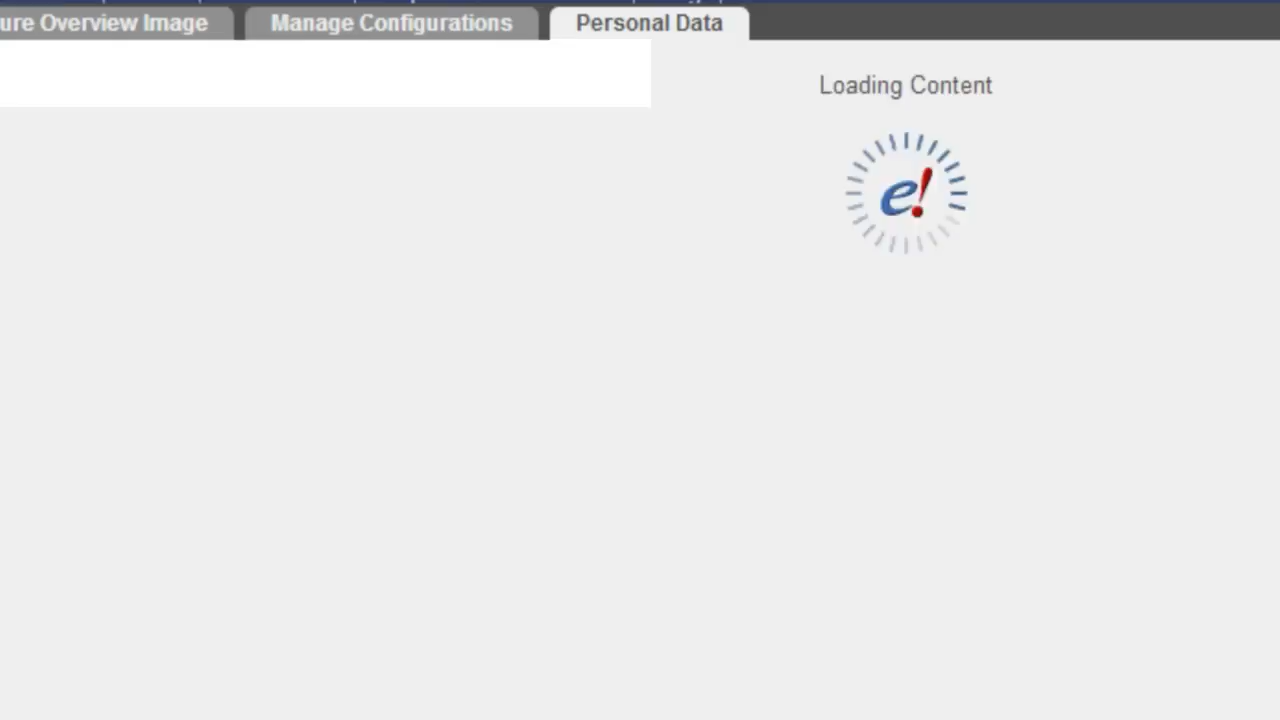 ure Overview Image
Manage Configurations
Personal Data
Loading Content
e!